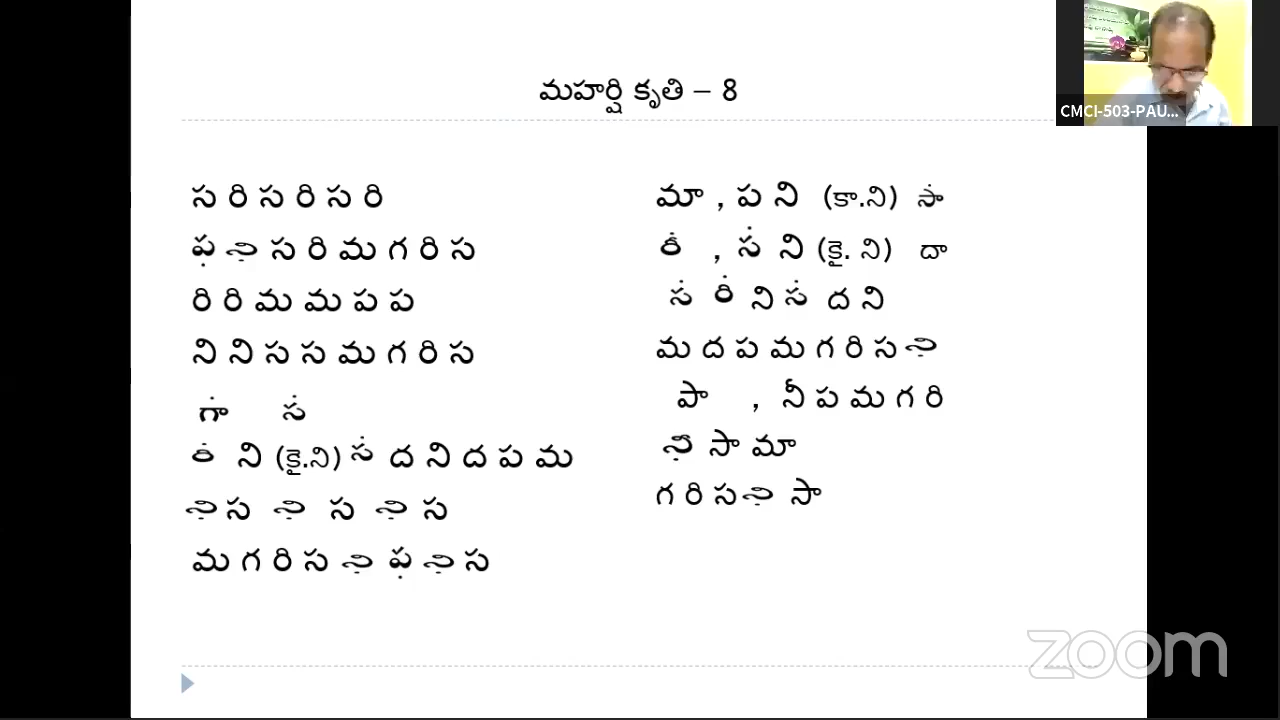 మహర్షి కృతి – 8
CMCI-503-PAU...
స రి స రి స రి
ప़ ని़ స రి మ గ రి స
రి రి మ మ ప ప
ని ని స స మ గ రి స
గా̇ స̇
రీ̇ ని (కై.ని) స̇ ద ని ద ప మ
ని़ స ని़ స ని़ స
మ గ రి స ని़ ప़ ని़ స
మా , ప ని (కా.ని) సా̇
రీ̇ , స̇ ని (కై. ని) దా
స̇ రి̇ ని స̇ ద ని
మ ద ప మ గ రి స ని़
పా , నీ ప మ గ రి
ని़ సా మా
గ రి స ని़ సా
zoom